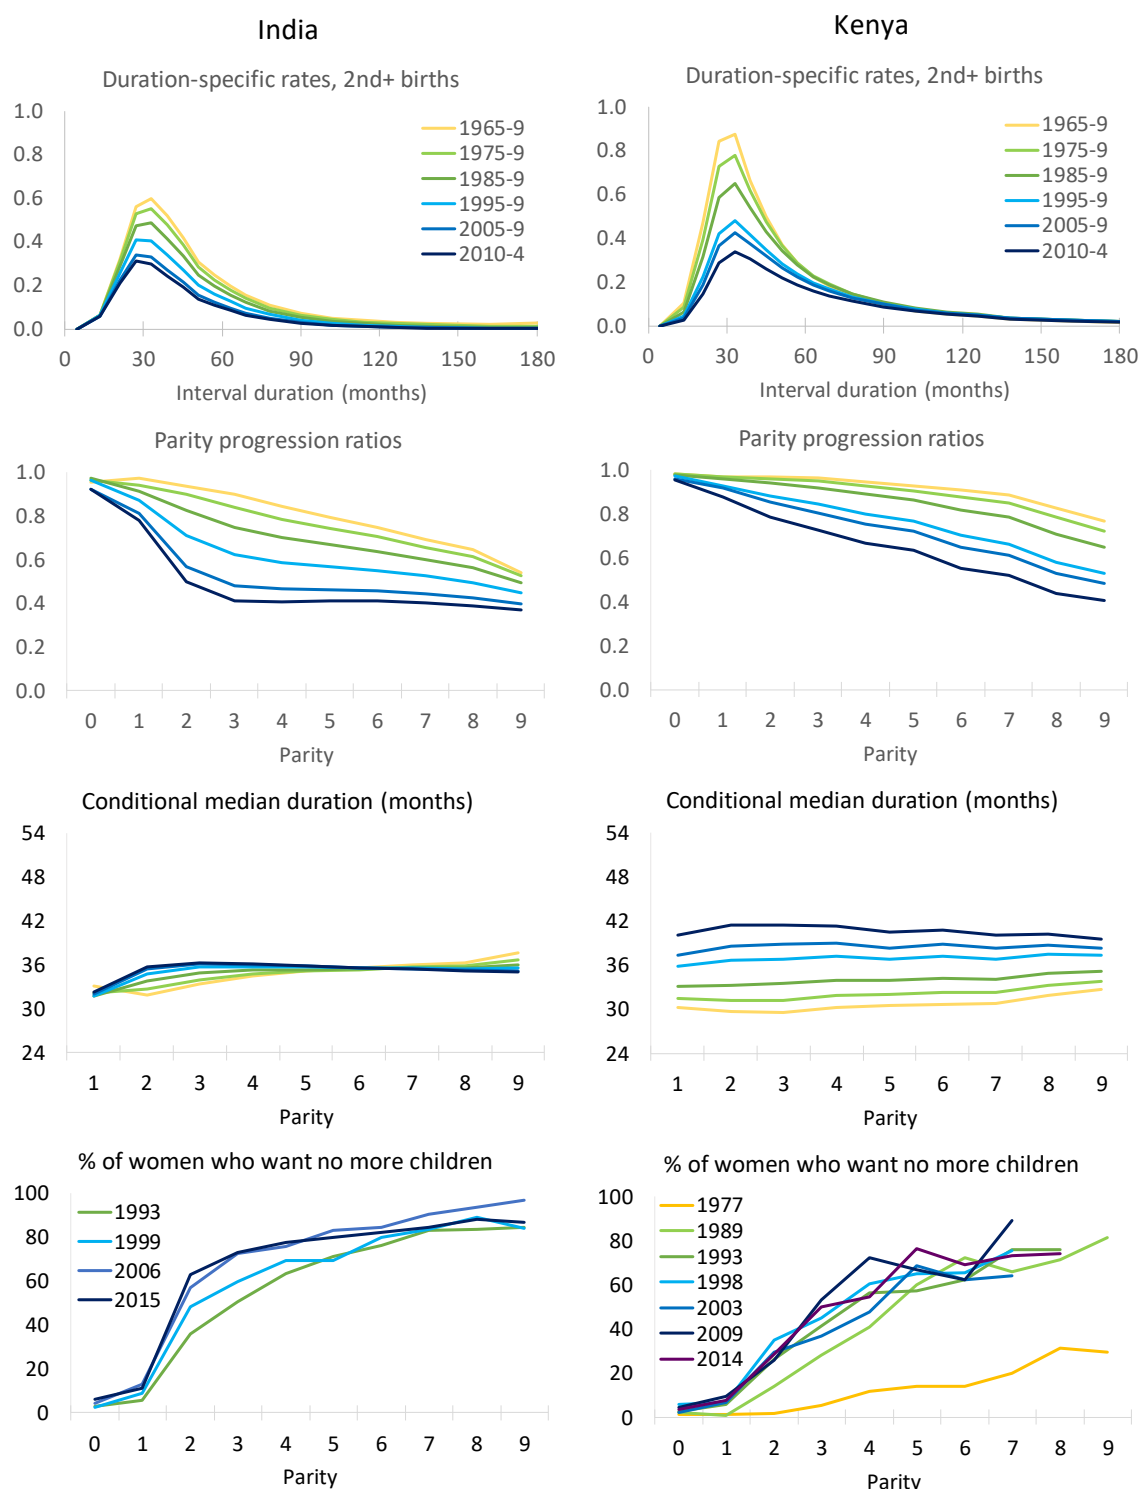 India
Duration-specific rates, 2nd+ births
1.0
0.8
0.6
0.4
0.2
0.0
0 30 60 90 120 150 180
Interval duration (months)
1965-9
1975-9
1985-9
1995-9
2005-9
2010-4
Kenya
Duration-specific rates, 2nd+ births
1.0
0.8
0.6
0.4
0.2
0.0
0 30 60 90 120 150 180
Interval duration (months)
1965-9
1975-9
1985-9
1995-9
2005-9
2010-4
Parity progression ratios
1.0
0.8
0.6
0.4
0.2
0.0
0 1 2 3 4 5 6 7 8 9
Parity
Parity progression ratios
1.0
0.8
0.6
0.4
0.2
0.0
0 1 2 3 4 5 6 7 8 9
Parity
Conditional median duration (months)
54
48
42
36
30
24
1 2 3 4 5 6 7 8 9
Parity
Conditional median duration (months)
54
48
42
36
30
24
1 2 3 4 5 6 7 8 9
Parity
% of women who want no more children
100
80
60
40
20
0
1993
1999
2006
2015
0 1 2 3 4 5 6 7 8 9
Parity
% of women who want no more children
100
80
60
40
20
0
1977
1989
1993
1998
2003
2009
2014
0 1 2 3 4 5 6 7 8 9
Parity